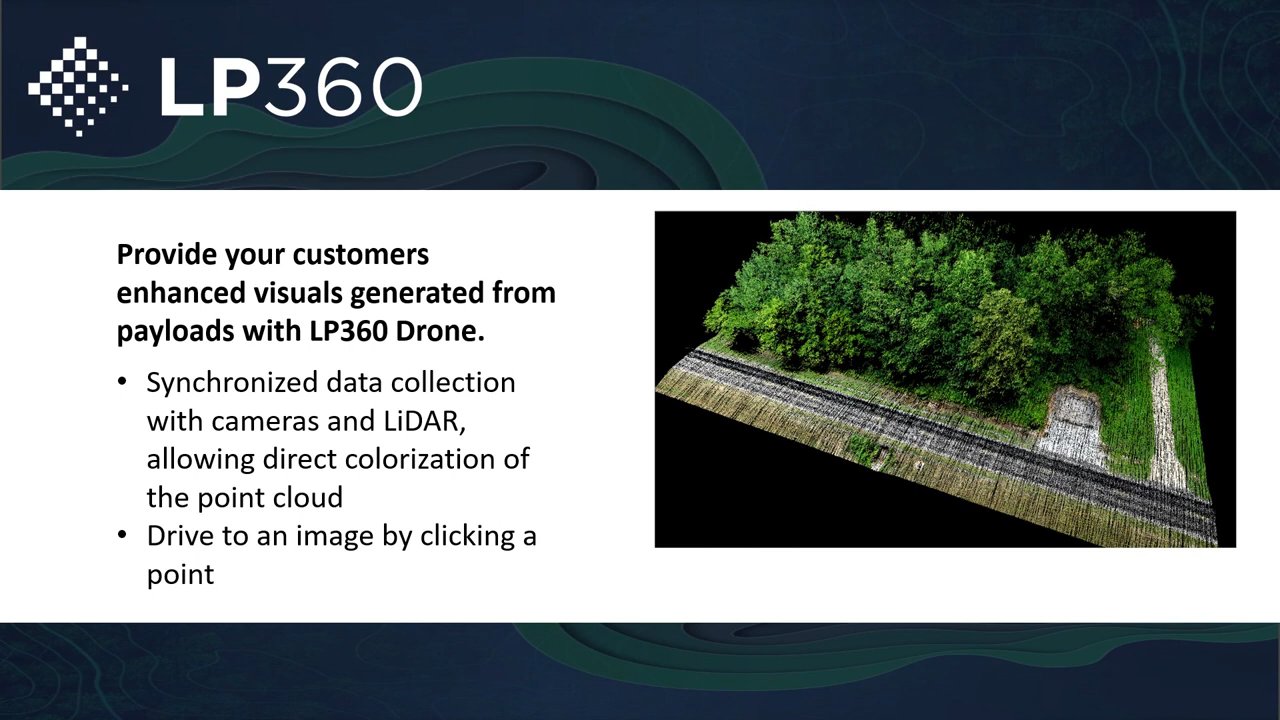 LP360
Provide your customers
enhanced visuals generated from
payloads with LP360 Drone.
• Synchronized data collection
with cameras and LiDAR,
allowing direct colorization of
the point cloud
• Drive to an image by clicking a
point